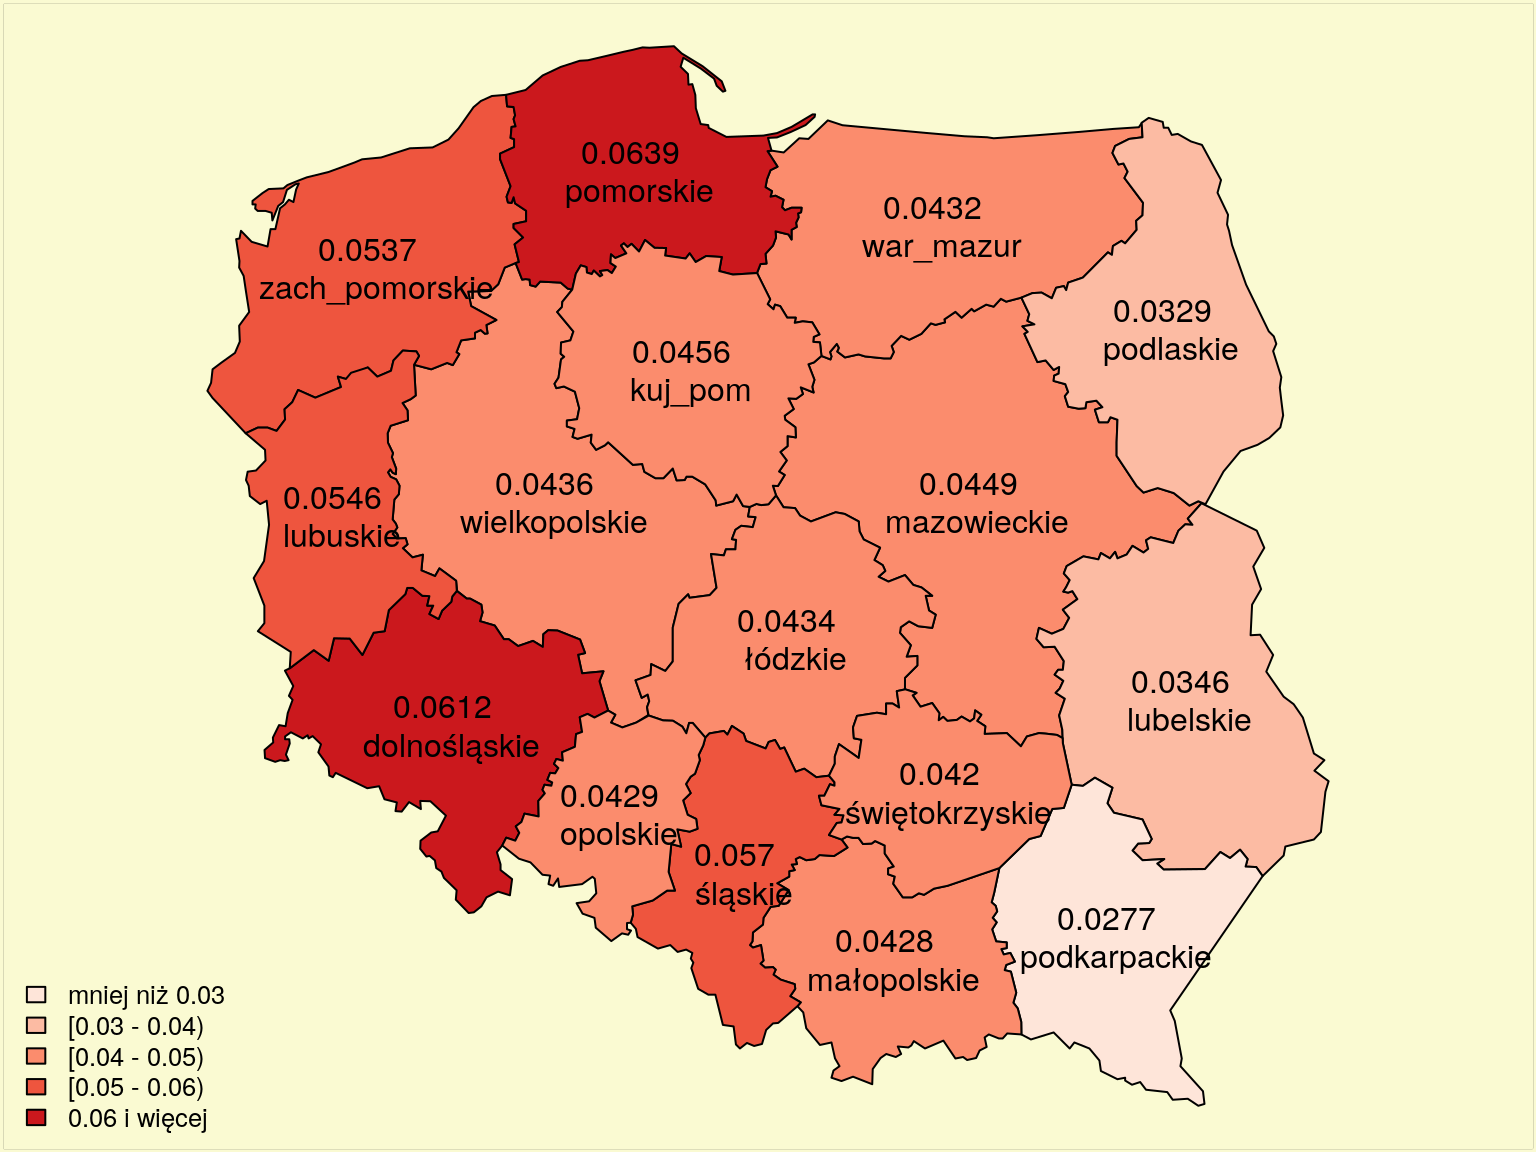 0.0639
pomorskie
0.0432
war_mazur
0.0537
zach_pomorskie
0.0329
podlaskie
0.0456
kuj_pom
0.0546
lubuskie
0.0436
wielkopolskie
0.0449
mazowieckie
0.0434
łódzkie
0.0346
lubelskie
0.0612
dolnośląskie
0.0429
opolskie
0.057
śląskie
0.042
świętokrzyskie
0.0428
małopolskie
0.0277
podkarpackie
mniej niż 0.03
[0.03 - 0.04)
[0.04 - 0.05)
[0.05 - 0.06)
0.06 i więcej